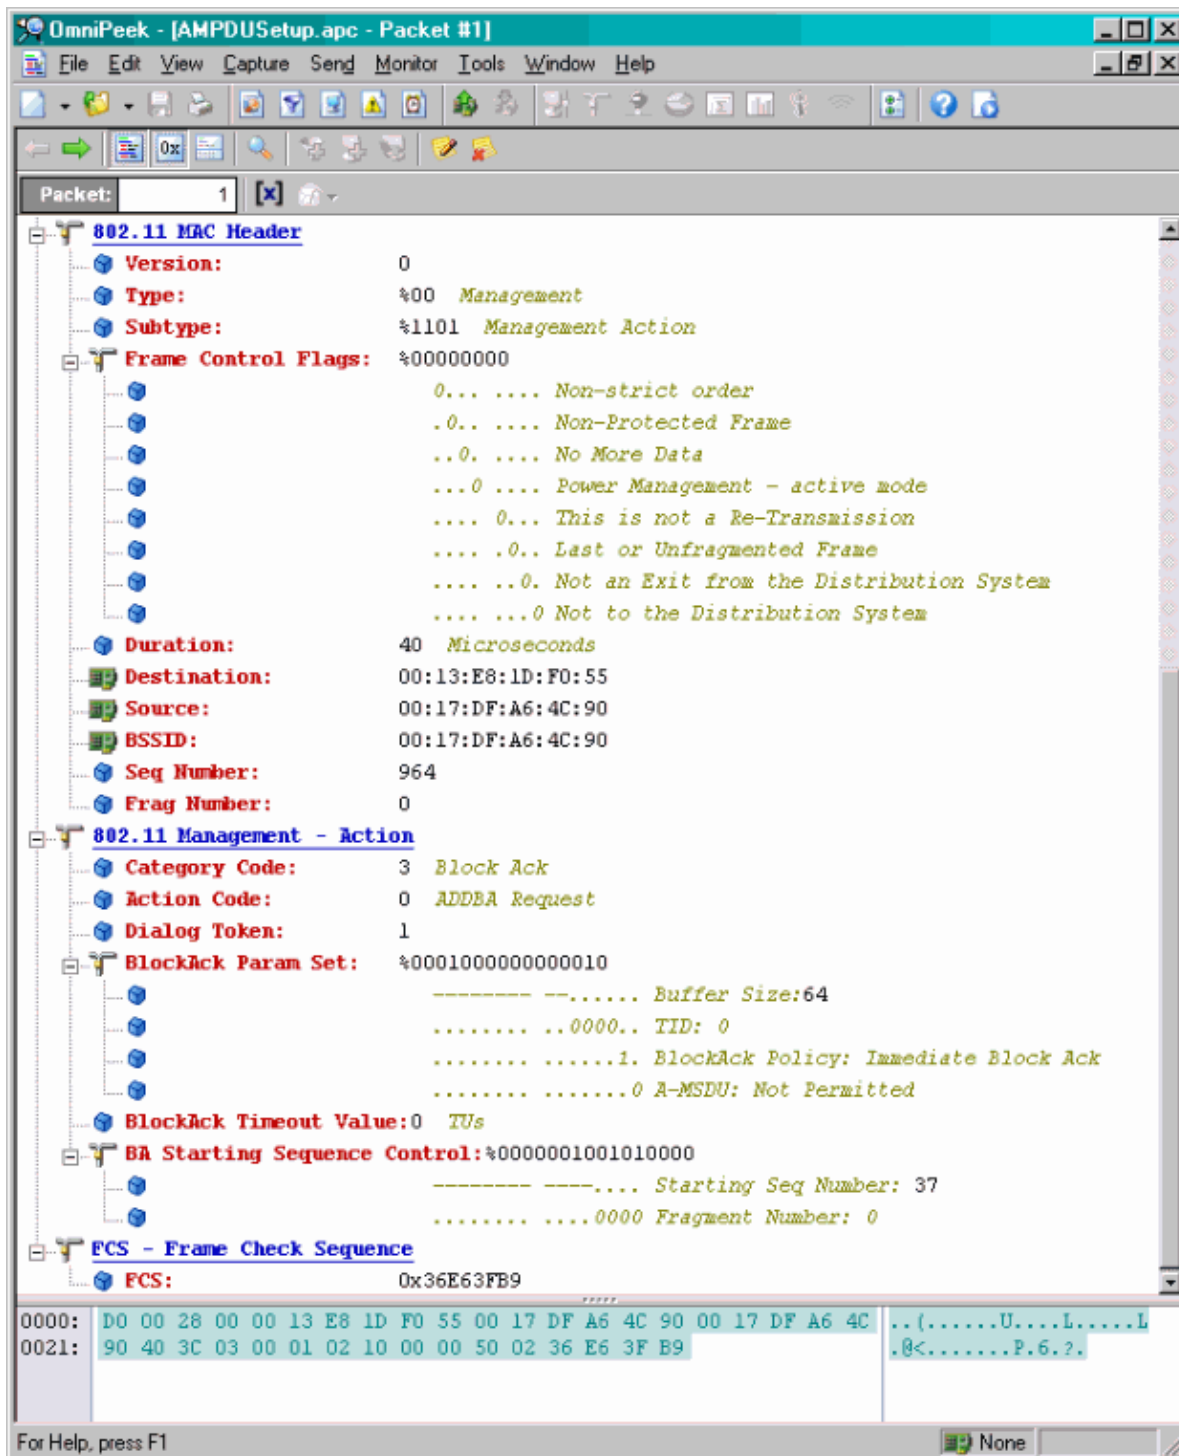 OmniPeek - [AMPDUSetup.apc - Packet #1]
File Edit View Capture Send Monitor Tools Window Help
0x
Packet: 1 [x]
802.11 MAC Header
Version: 0
Type: %00 Management
Subtype: %1101 Management Action
Frame Control Flags: %00000000
0... .... Non-strict order
.0.. .... Non-Protected Frame
..0. .... No More Data
...0 .... Power Management - active mode
.... 0... This is not a Re-Transmission
.... .0.. Last or Unfragmented Frame
.... ..0. Not an Exit from the Distribution System
.... ...0 Not to the Distribution System
Duration: 40 Microseconds
Destination: 00:13:E8:1D:F0:55
Source: 00:17:DF:A6:4C:90
BSSID: 00:17:DF:A6:4C:90
Seq Number: 964
Frag Number: 0
802.11 Management - Action
Category Code: 3 Block Ack
Action Code: 0 ADDBA Request
Dialog Token: 1
BlockAck Param Set: %0001000000000010
-------- --...... Buffer Size:64
........ ..0000.. TID: 0
........ ......1. BlockAck Policy: Immediate Block Ack
........ .......0 A-MSDU: Not Permitted
BlockAck Timeout Value:0 TUs
BA Starting Sequence Control:%0000001001010000
-------- ----.... Starting Seq Number: 37
........ ....0000 Fragment Number: 0
FCS - Frame Check Sequence
FCS: 0x36E63FB9
0000: D0 00 28 00 00 13 E8 1D F0 55 00 17 DF A6 4C 90 00 17 DF A6 4C ..(......U....L.....L
0021: 90 40 3C 03 00 01 02 10 00 00 50 02 36 E6 3F B9 .@<.......P.6.?.
For Help, press F1 None